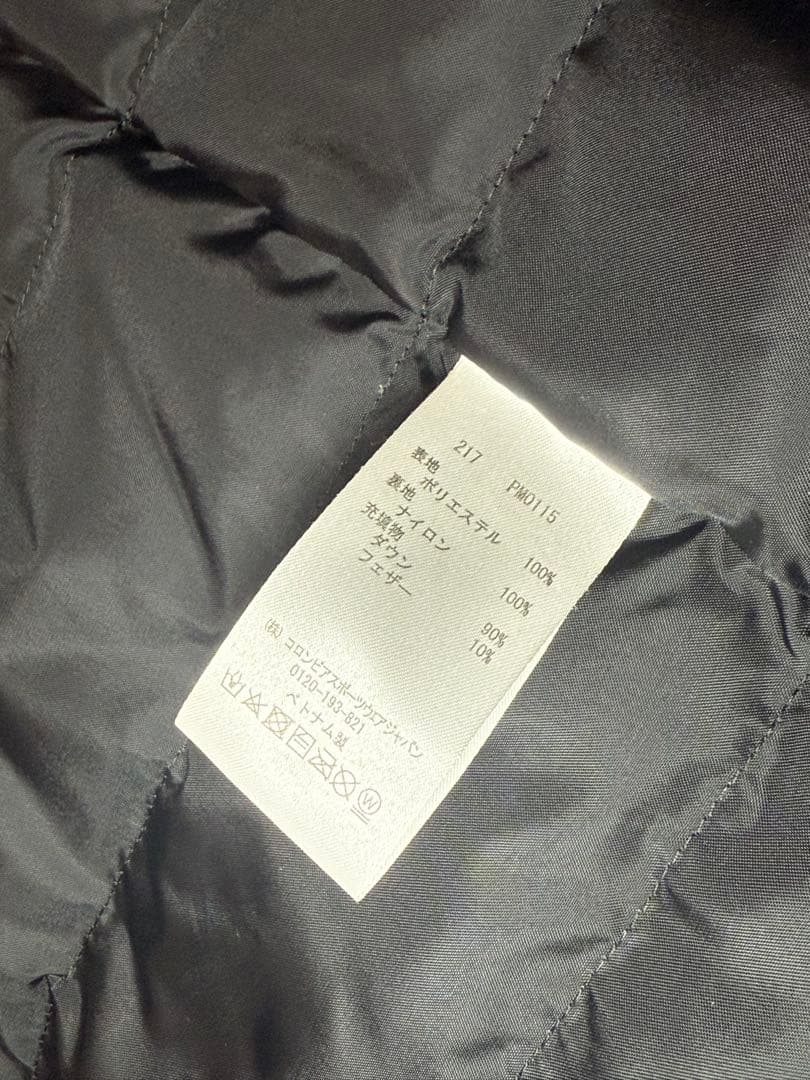 217 PM0115
表地 ポリエステル 100%
裏地 ナイロン 100%
充填物
ダウン 90%
フェザー 10%
(株)コロンビアスポーツウェアジャパン
0120-193-821
ベトナム製
W